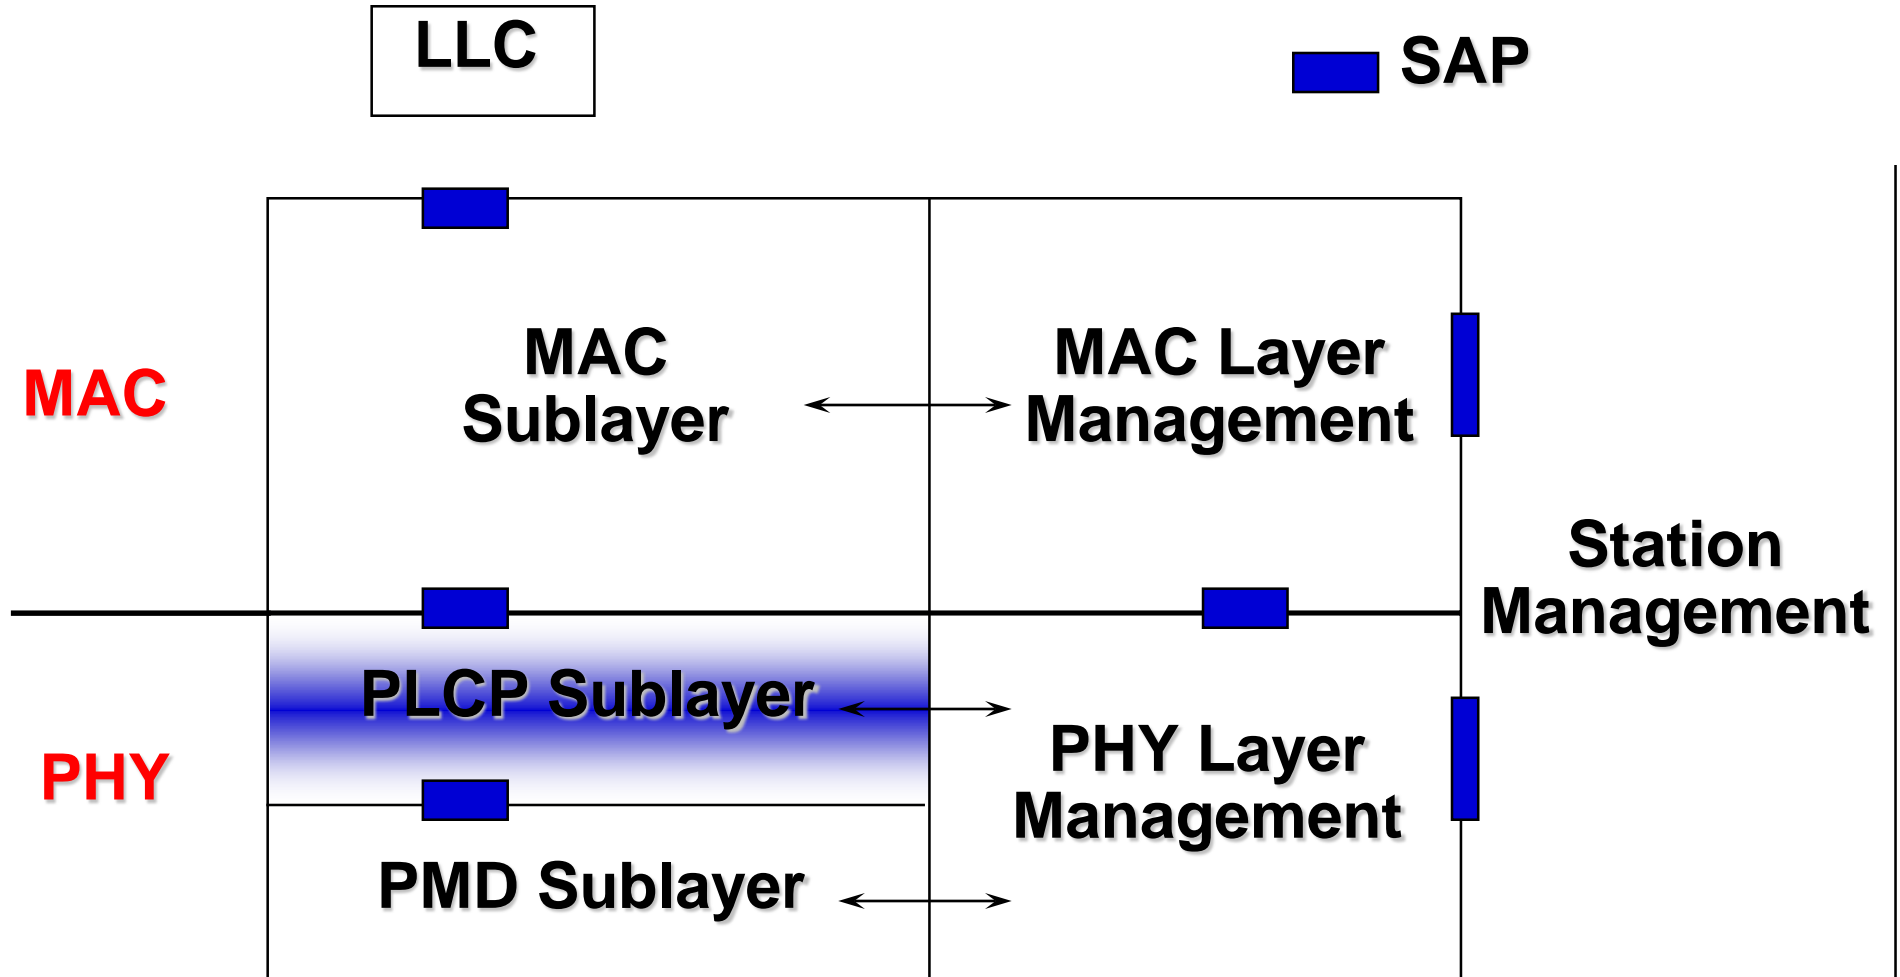 LLC
SAP
MAC
MAC
Sublayer
MAC Layer
Management
Station
Management
PHY
PLCP Sublayer
PHY Layer
Management
PMD Sublayer